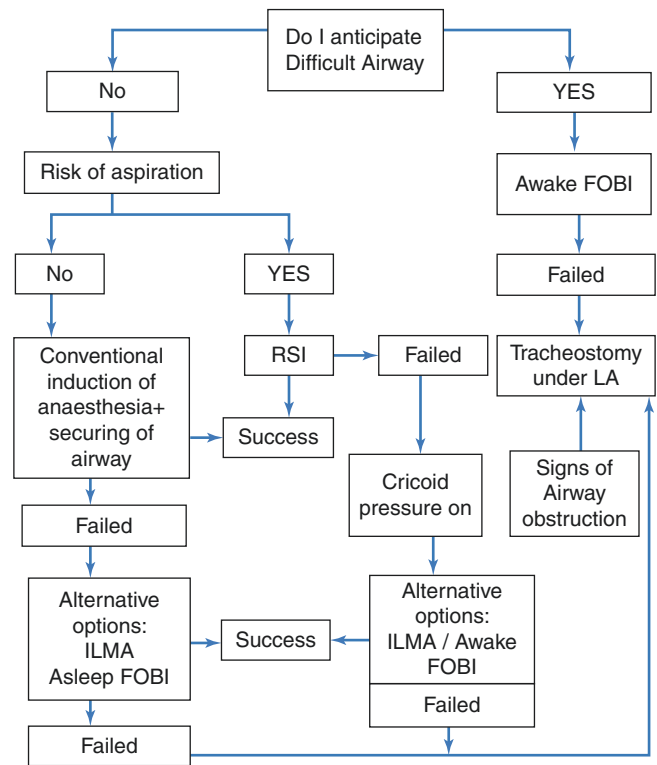 Do I anticipate
Difficult Airway
No
YES
Risk of aspiration
Awake FOBI
No
YES
Failed
Conventional
induction of
anaesthesia+
securing of
airway
RSI
Failed
Tracheostomy
under LA
Success
Cricoid
pressure on
Signs of
Airway
obstruction
Failed
Alternative
options:
ILMA
Asleep FOBI
Success
Alternative
options:
ILMA / Awake
FOBI
Failed
Failed